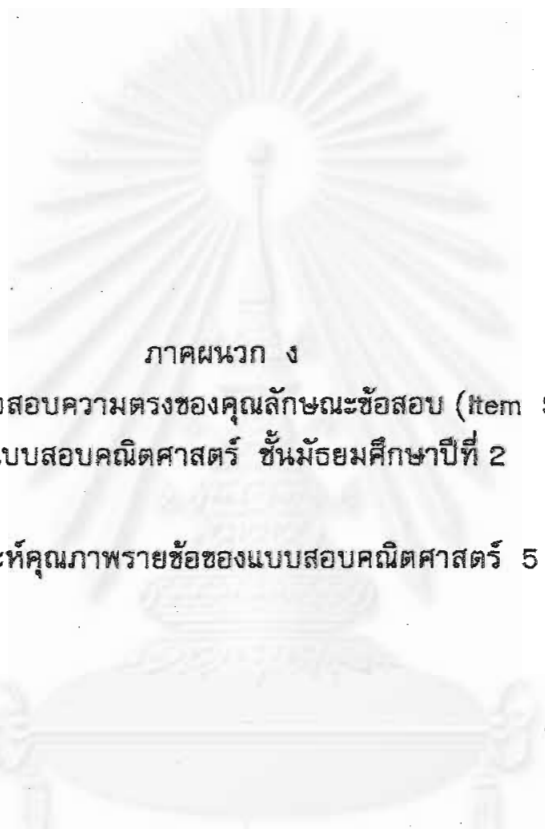 ภาคผนวก ง
สอบความตรงของคุณลักษณะข้อสอบ (Item
บบสอบคณิตศาสตร์ ชั้นมัธยมศึกษาปีที่ 2
ะห์คุณภาพรายข้อของแบบสอบคณิตศาสตร์ 5